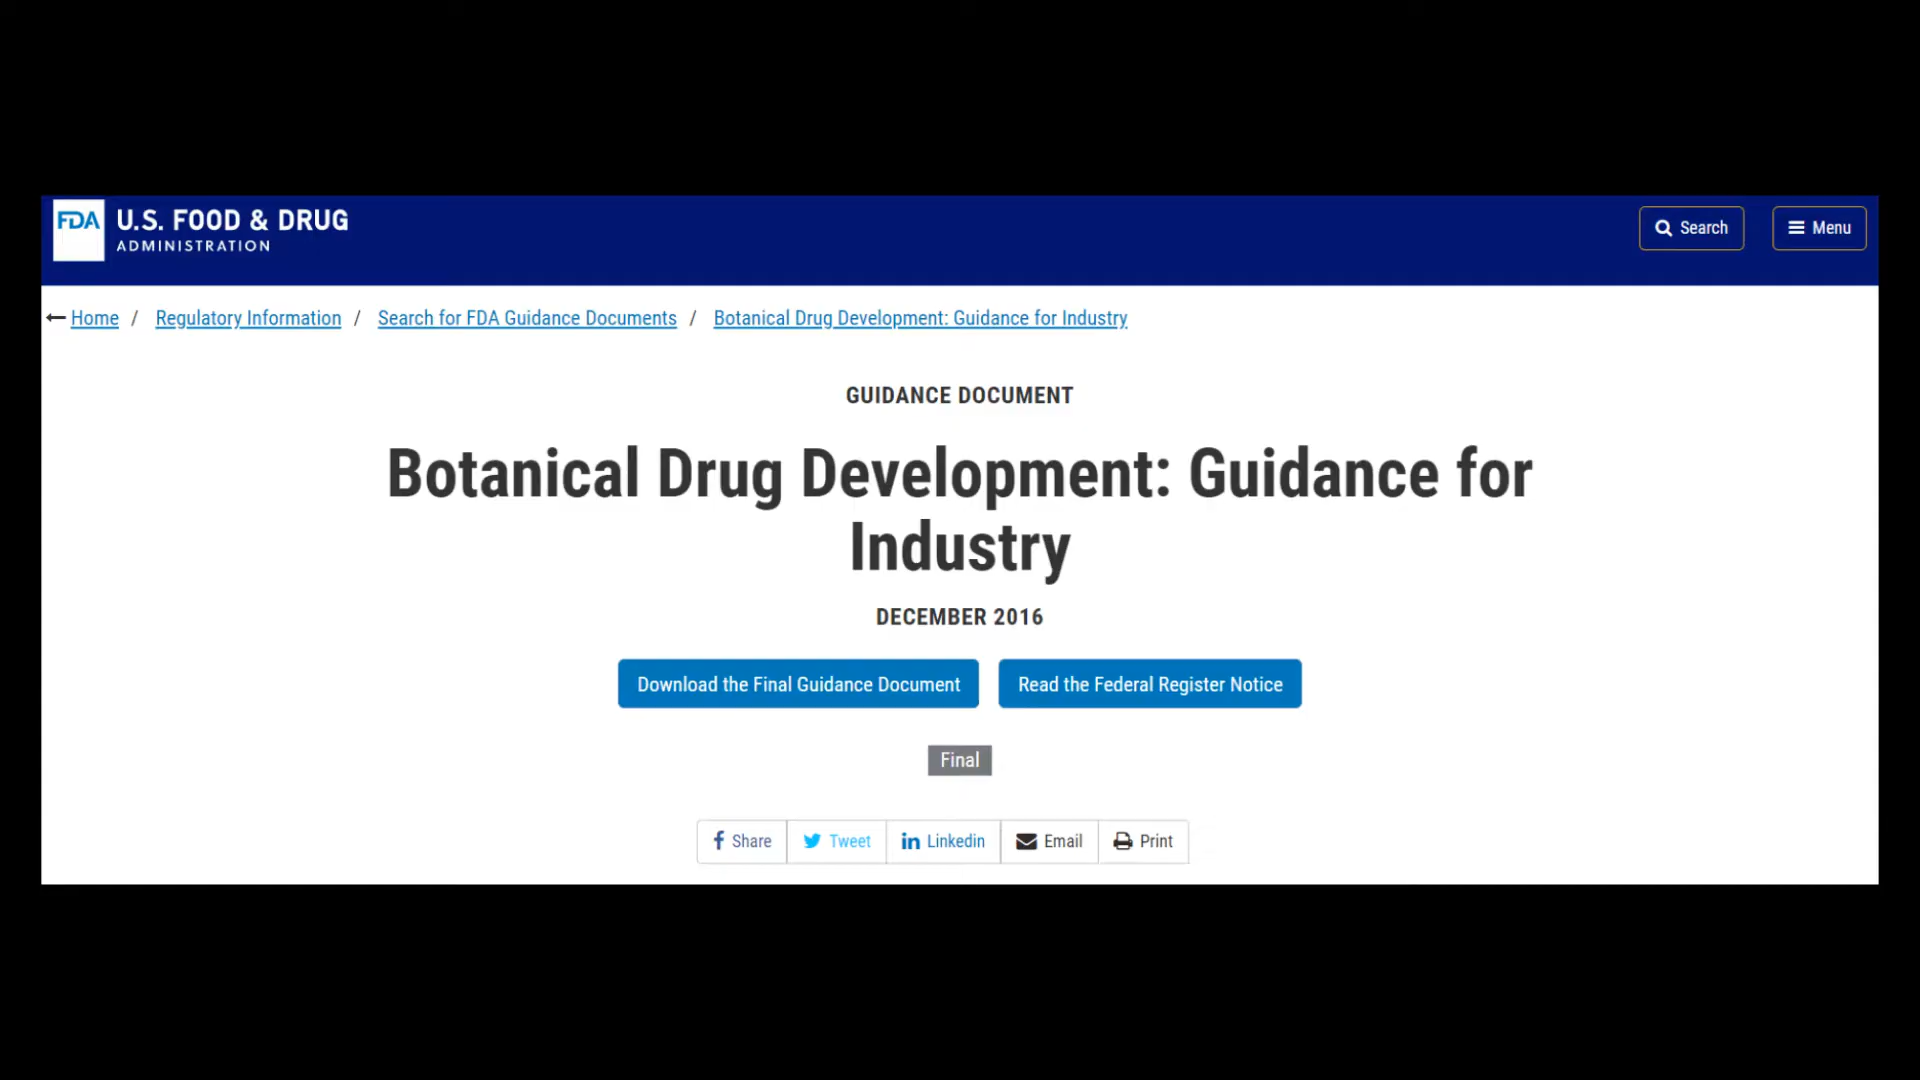 FDA U.S. FOOD & DRUG
ADMINISTRATION
Search
Menu
Home / Regulatory Information / Search for FDA Guidance Documents / Botanical Drug Development: Guidance for Industry
GUIDANCE DOCUMENT
Botanical Drug Development: Guidance for
Industry
DECEMBER 2016
Download the Final Guidance Document
Read the Federal Register Notice
Final
Share
Tweet
Linkedin
Email
Print